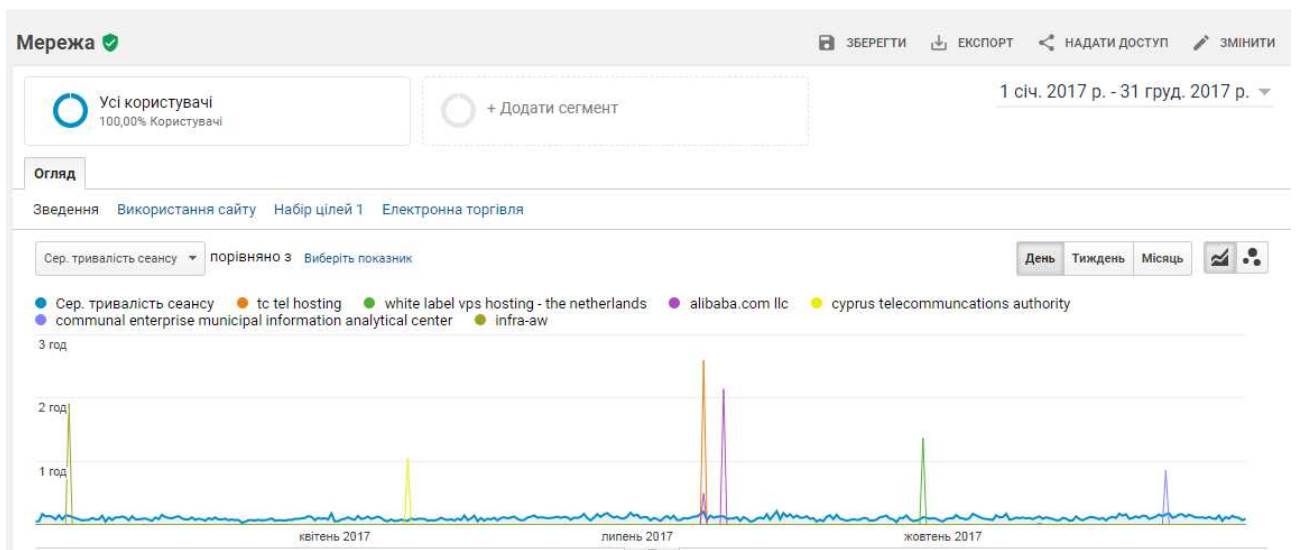 Мережа
ЗБЕРЕГТИ ЕКСПОРТ НАДАТИ ДОСТУП ЗМІНИТИ
Усі користувачі
100,00% Користувачі
+ Додати сегмент
1 січ. 2017 р. - 31 груд. 2017 р.
Огляд
Зведення Використання сайту Набір цілей 1 Електронна торгівля
Сер. тривалість сеансу порівняно з Виберіть показник
День Тиждень Місяць
Сер. тривалість сеансу tc tel hosting white label vps hosting - the netherlands alibaba.com llc cyprus telecommuncations authority
communal enterprise municipal information analytical center infra-aw
3 год
2 год
1 год
квітень 2017 липень 2017 жовтень 2017